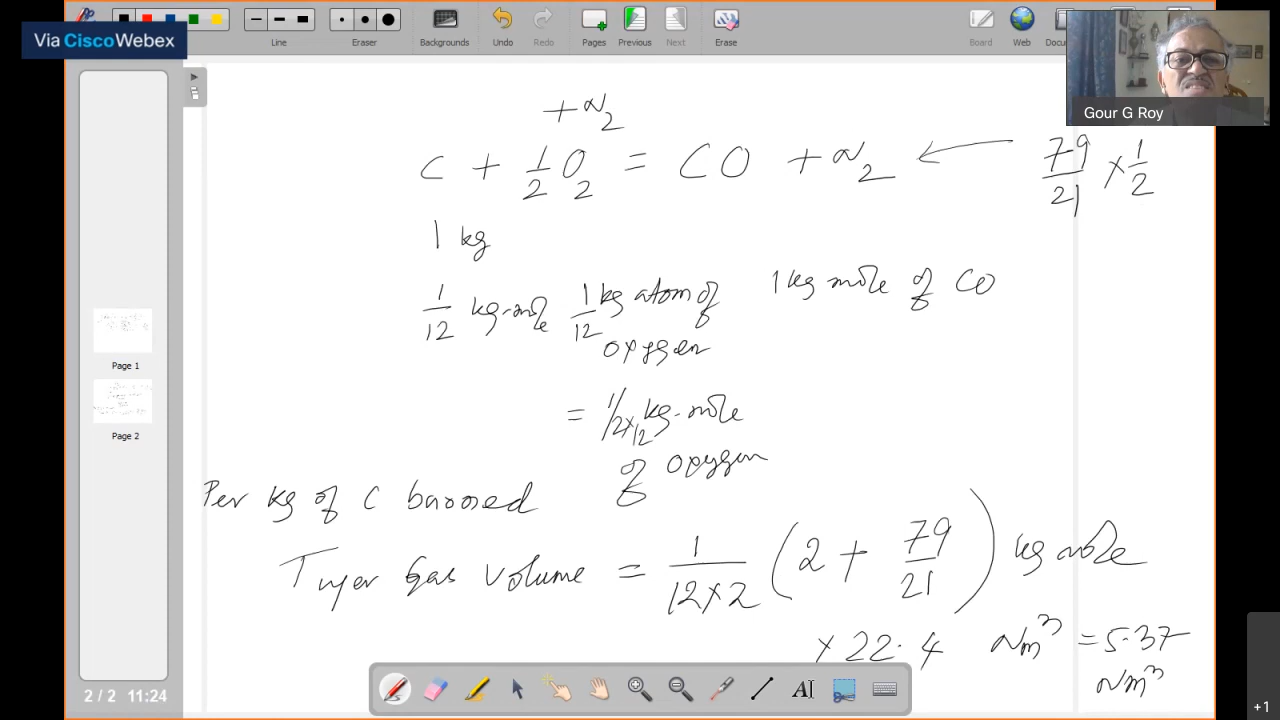 Via Cisco Webex
Line
Eraser
Backgrounds
Undo
Redo
Pages
Previous
Next
Erase
Board
Web
Gour G Roy
+ N2
C + 1/2 O2 = CO + N2 ← 79/21 × 1/2
1 kg
1/12 kg-mole 1/12 kg atom of oxygen 1 kg mole of CO
= 1/2×12 kg-mole
of oxygen
Per kg of C burned
Tuyer Gas volume = 1/12×2 (2 + 79/21) kg mole
× 22.4 Nm3 = 5.37
Nm3
Page 1
Page 2
2 / 2 11:24
AI
+1